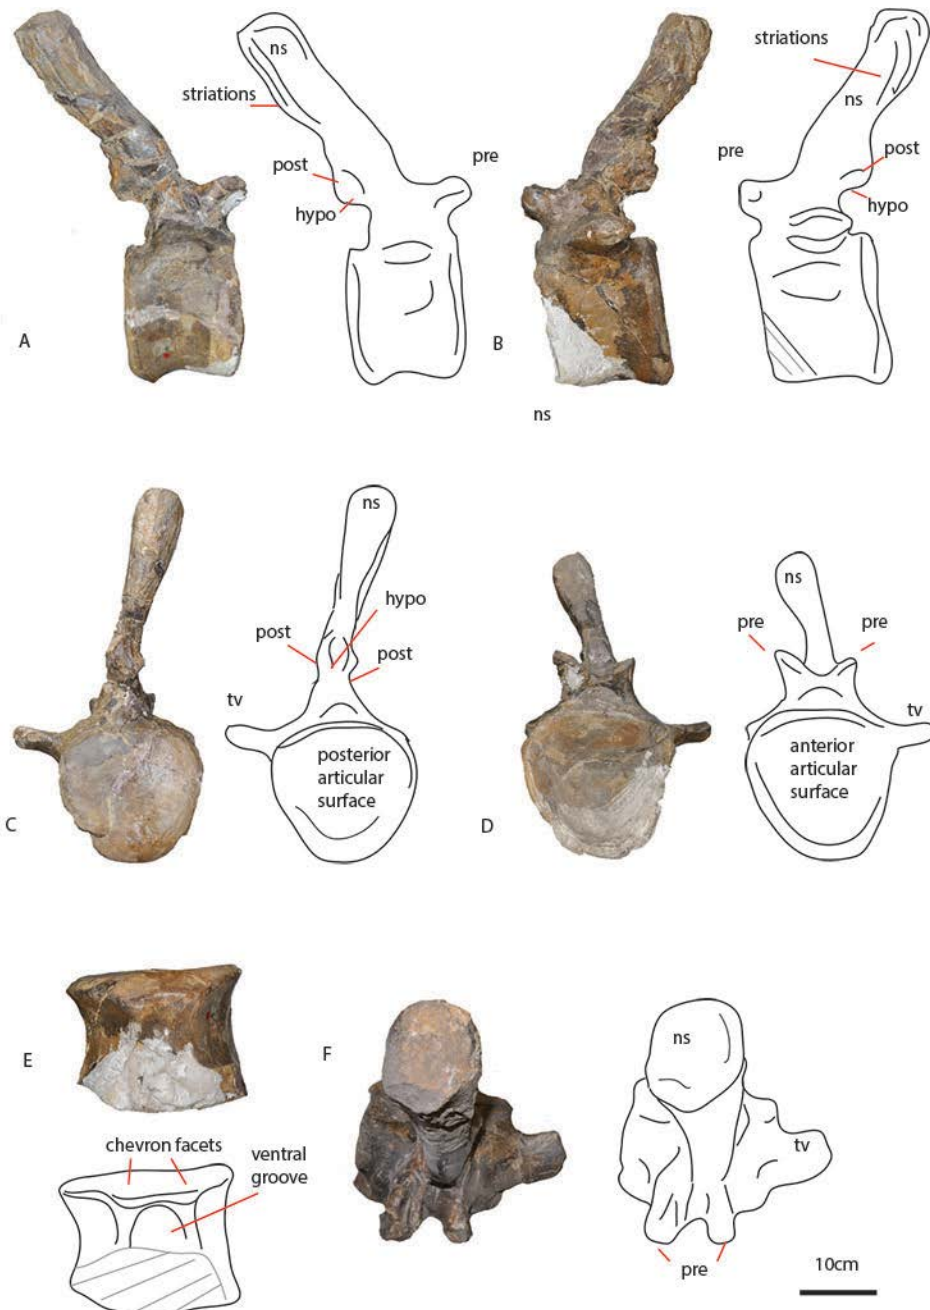 ns
striations
post
pre
hypo
A
striations
ns
pre
post
hypo
B
ns
ns
hypo
post
post
tv
posterior
articular
surface
C
ns
pre
pre
tv
anterior
articular
surface
D
E
chevron facets
ventral
groove
F
ns
tv
pre
10cm